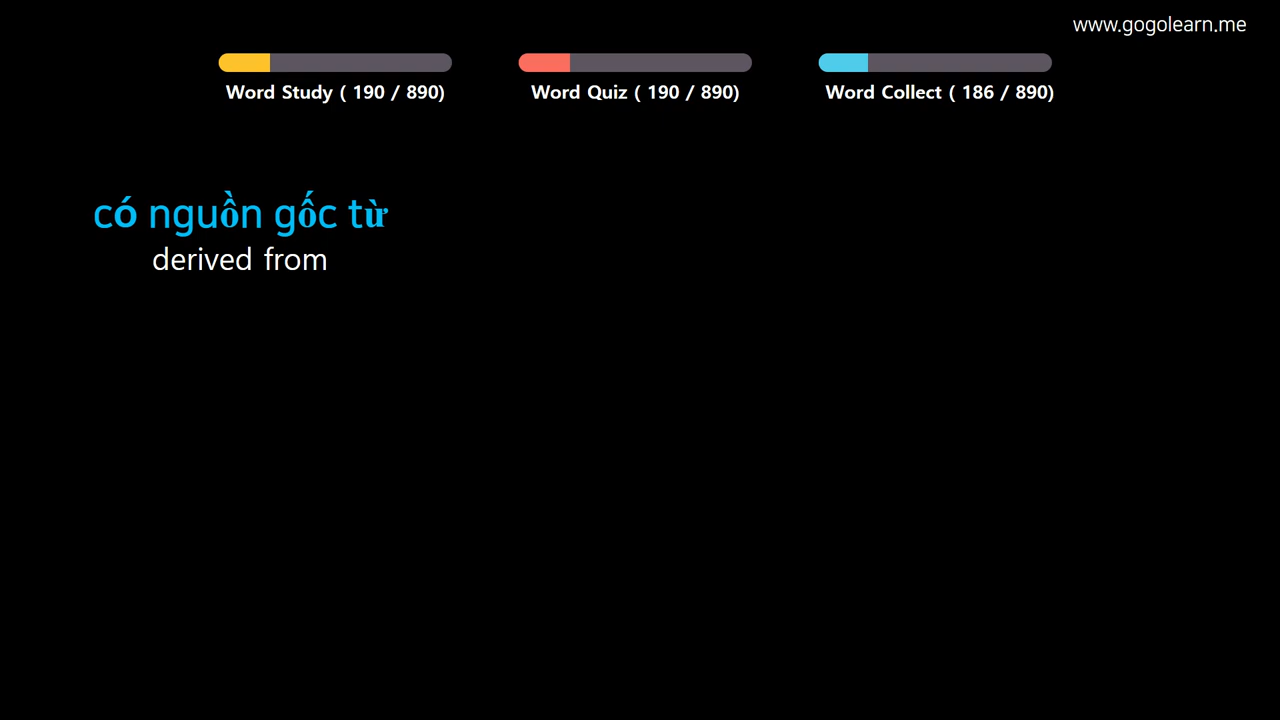 www.gogolearn.me
Word Study ( 190 / 890)
Word Quiz ( 190 / 890)
Word Collect ( 186 / 890)
có nguồn gốc từ
derived from